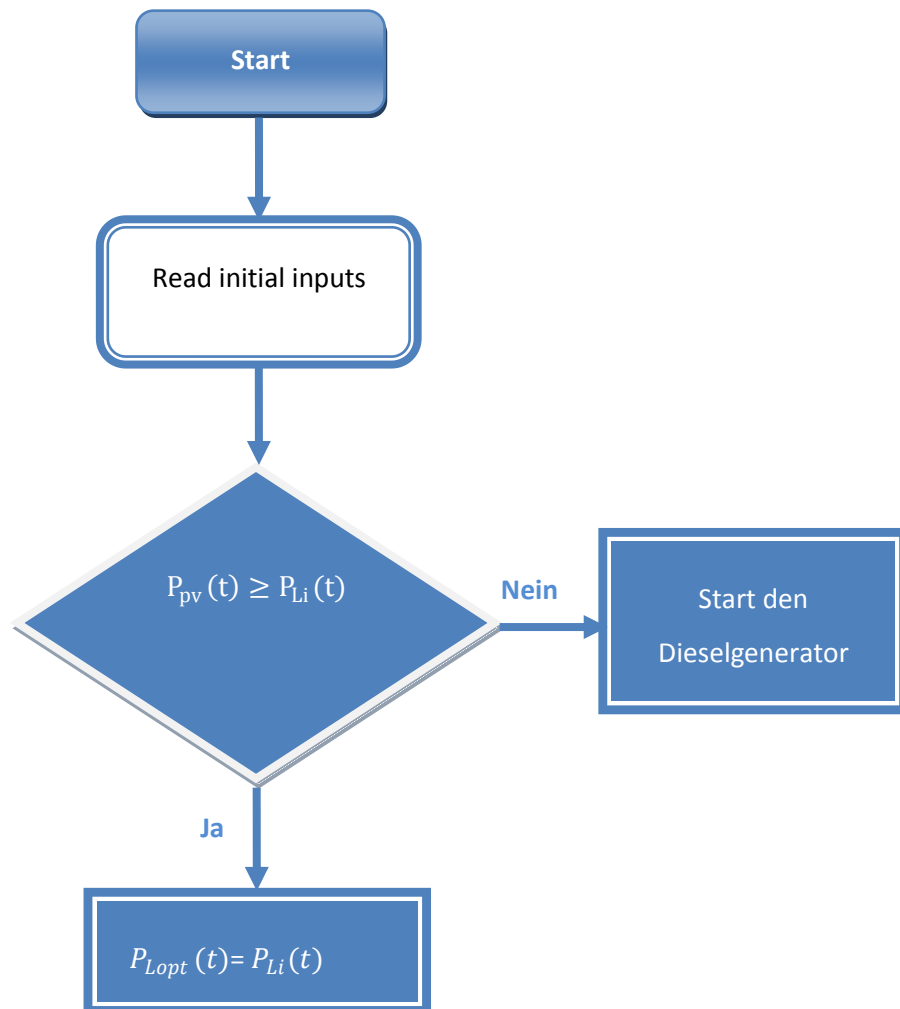 Start
Read initial inputs
P_pv(t) ≥ P_Li(t)
Nein
Start den
Dieselgenerator
Ja
P_Lopt(t)= P_Li(t)